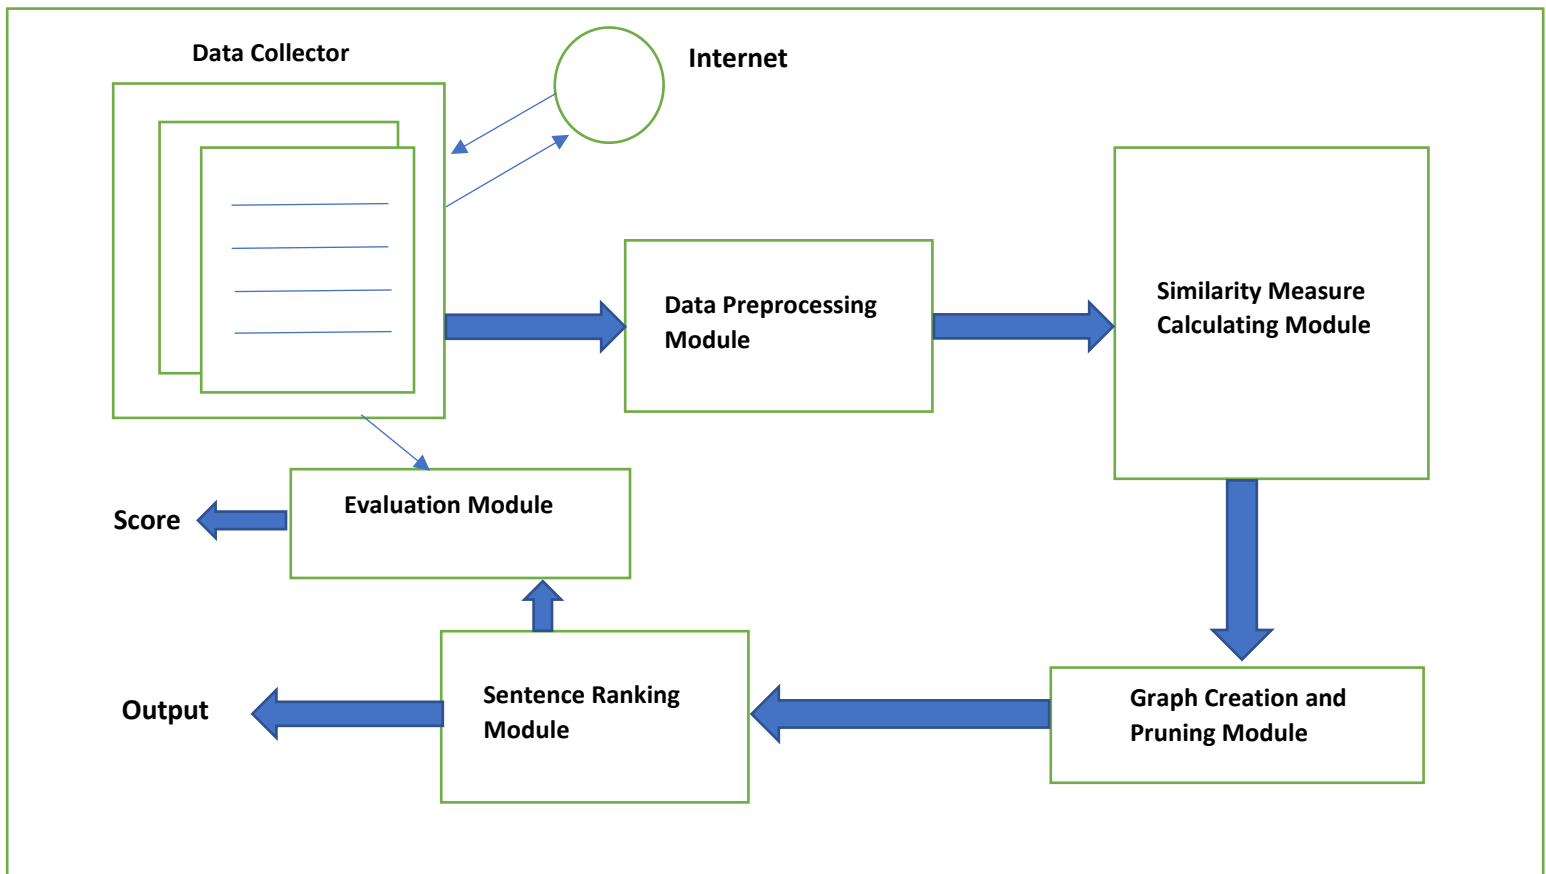 Data Collector
Internet
Data Preprocessing
Module
Similarity Measure
Calculating Module
Evaluation Module
Score
Sentence Ranking
Module
Output
Graph Creation and
Pruning Module